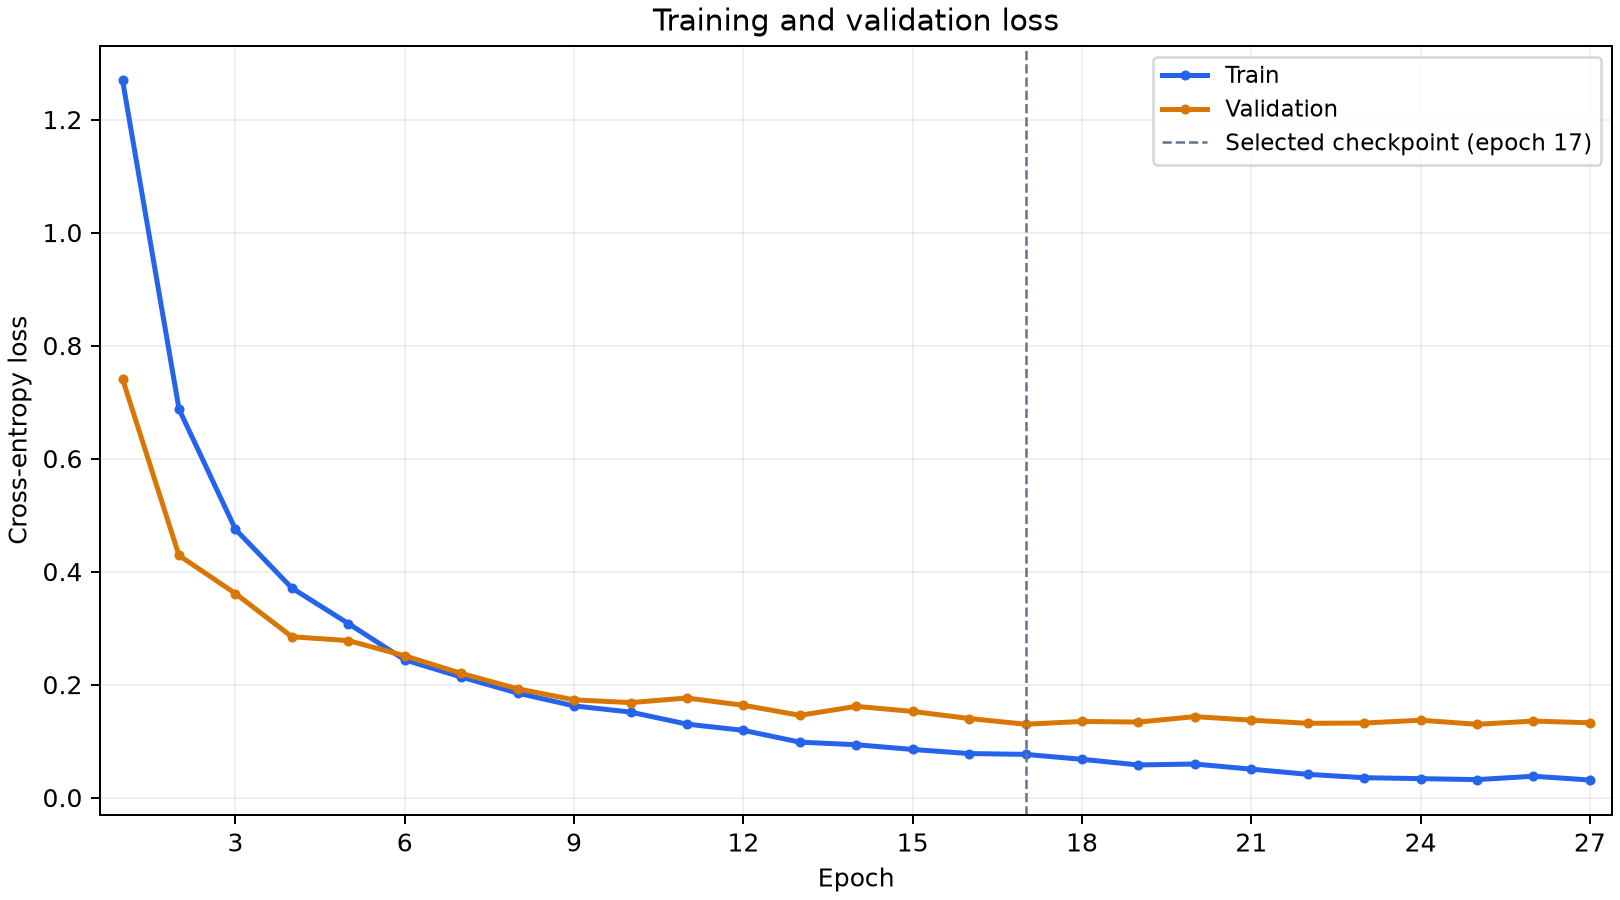 Training and validation loss
Train
Validation
Selected checkpoint (epoch 17)
Cross-entropy loss
1.2
1.0
0.8
0.6
0.4
0.2
0.0
3 6 9 12 15 18 21 24 27
Epoch